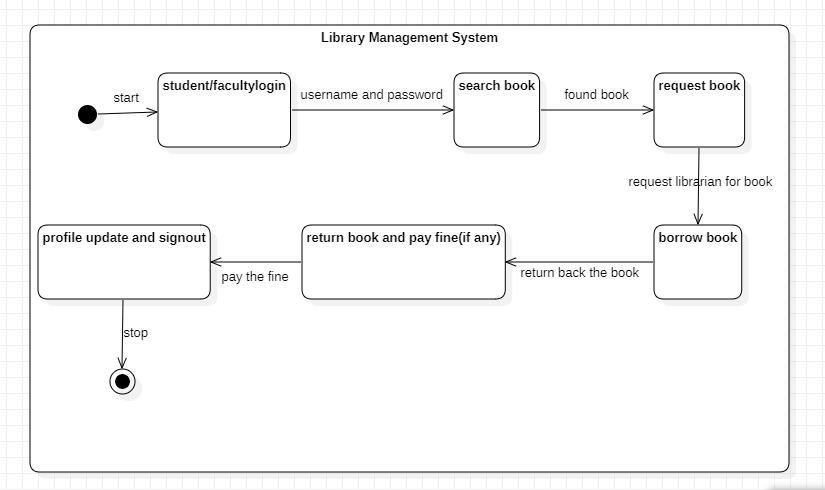 Library Management System
start
student/facultylogin
username and password
search book
found book
request book
request librarian for book
borrow book
return back the book
return book and pay fine(if any)
pay the fine
profile update and signout
stop